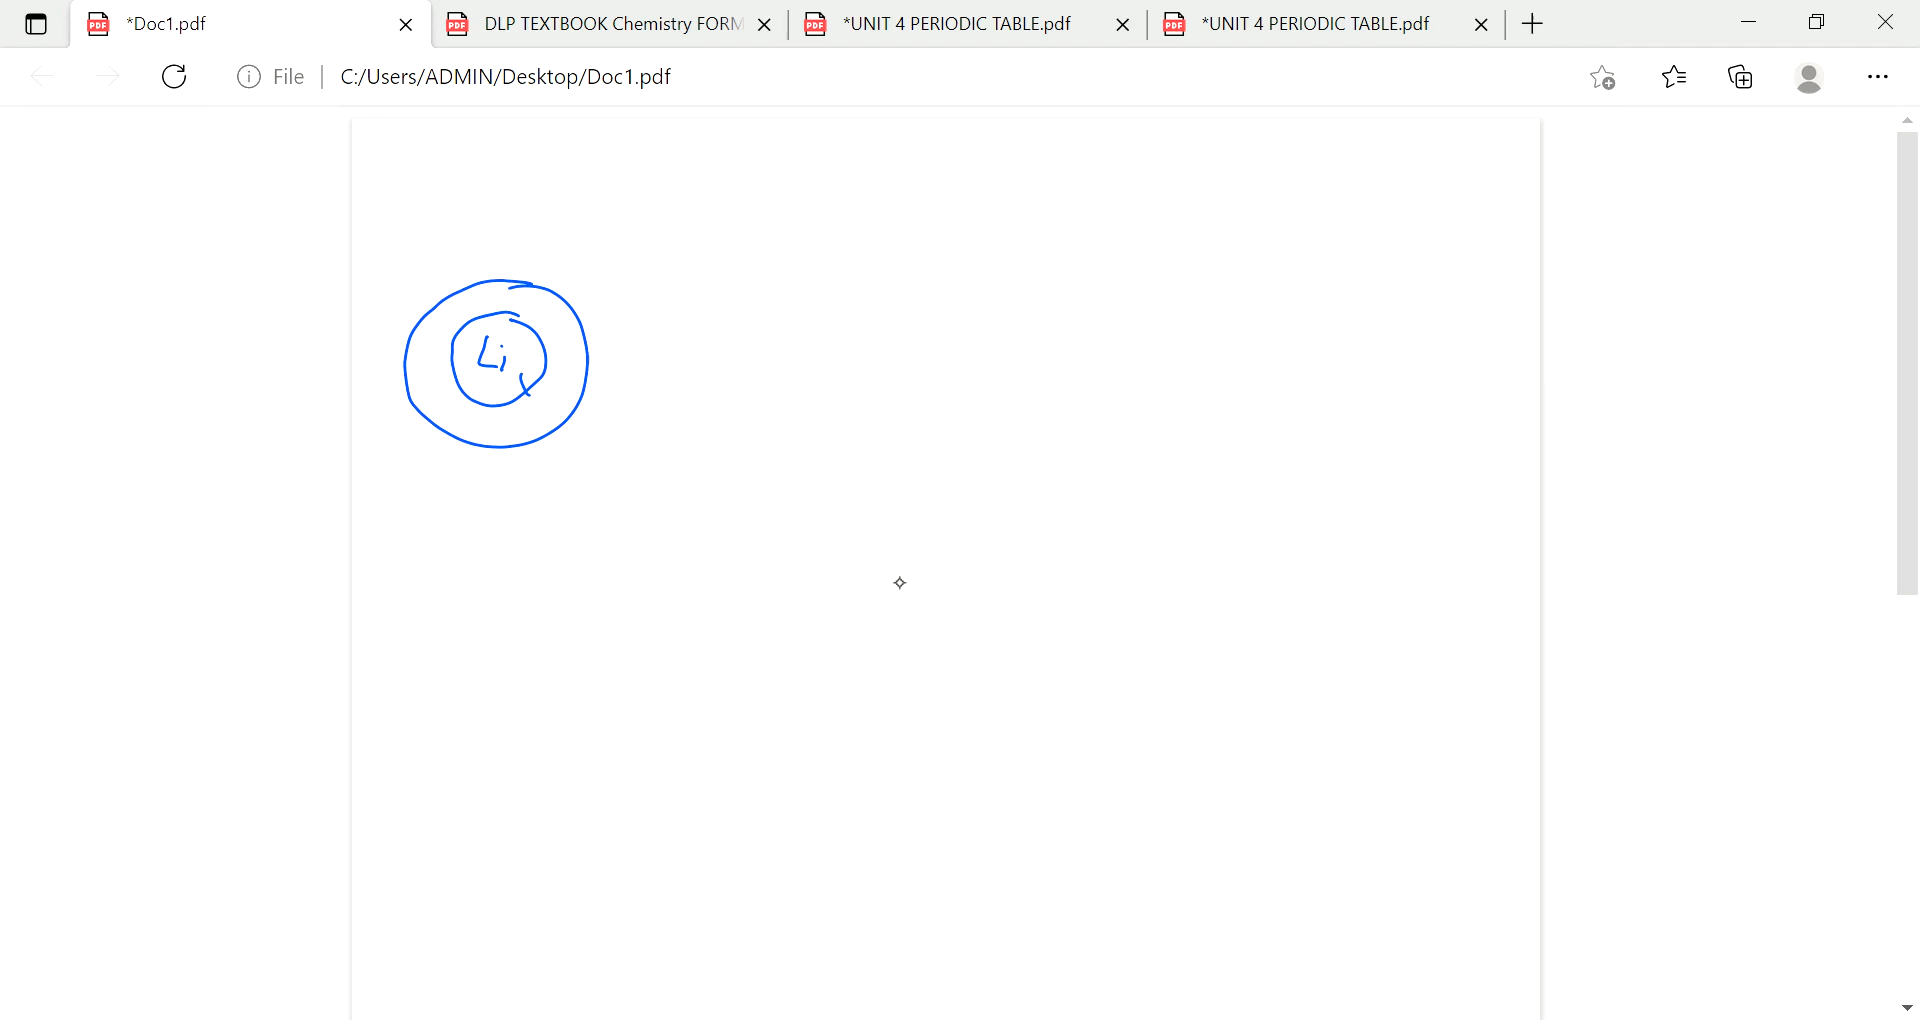 *Doc1.pdf
DLP TEXTBOOK Chemistry FORM
*UNIT 4 PERIODIC TABLE.pdf
*UNIT 4 PERIODIC TABLE.pdf
File
C:/Users/ADMIN/Desktop/Doc1.pdf
Li